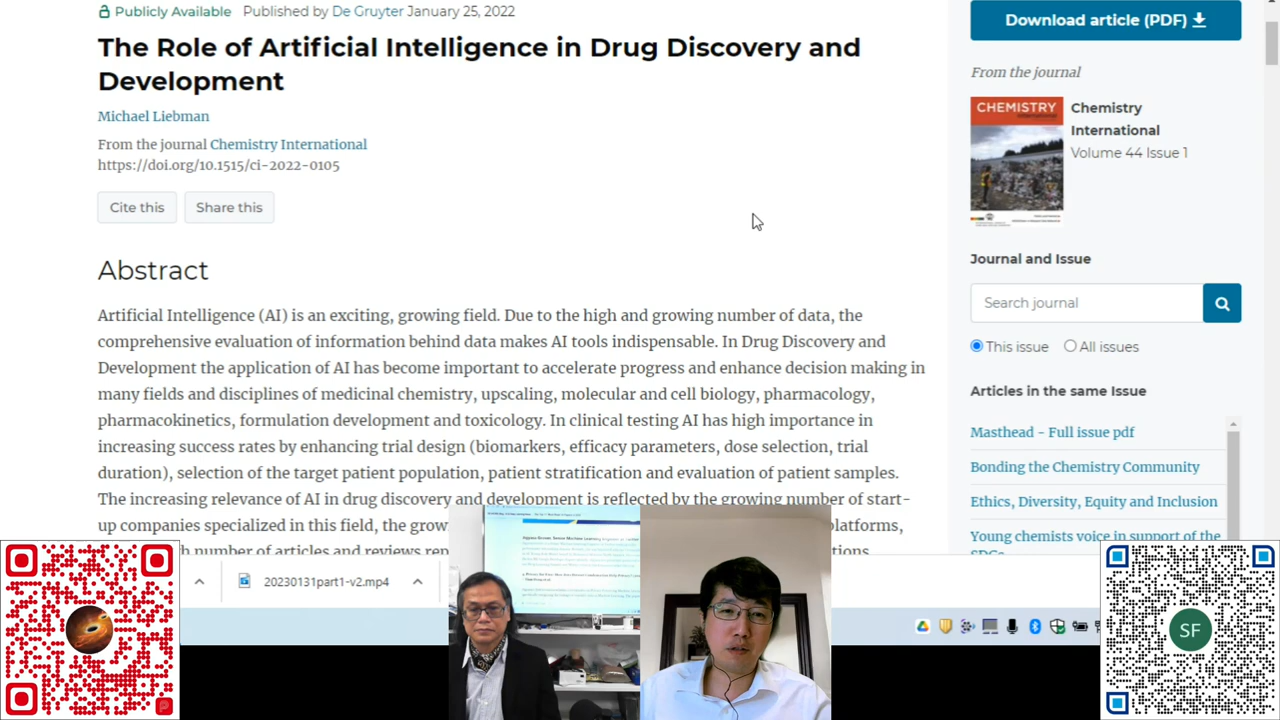 Publicly Available Published by De Gruyter January 25, 2022
The Role of Artificial Intelligence in Drug Discovery and
Development
Michael Liebman
From the journal Chemistry International
https://doi.org/10.1515/ci-2022-0105
Cite this Share this
Abstract
Artificial Intelligence (AI) is an exciting, growing field. Due to the high and growing number of data, the
comprehensive evaluation of information behind data makes AI tools indispensable. In Drug Discovery and
Development the application of AI has become important to accelerate progress and enhance decision making in
many fields and disciplines of medicinal chemistry, upscaling, molecular and cell biology, pharmacology,
pharmacokinetics, formulation development and toxicology. In clinical testing AI has high importance in
increasing success rates by enhancing trial design (biomarkers, efficacy parameters, dose selection, trial
duration), selection of the target patient population, patient stratification and evaluation of patient samples.
The increasing relevance of AI in drug discovery and development is reflected by the growing number of start-
up companies specialized in this field, the
number of articles and reviews
20230131part1-v2.mp4
Download article (PDF)
From the journal
CHEMISTRY
Chemistry
International
Volume 44 Issue 1
Journal and Issue
Search journal
This issue All issues
Articles in the same Issue
Masthead - Full issue pdf
Bonding the Chemistry Community
Ethics, Diversity, Equity and Inclusion
Young chemists voice in support of the
SF